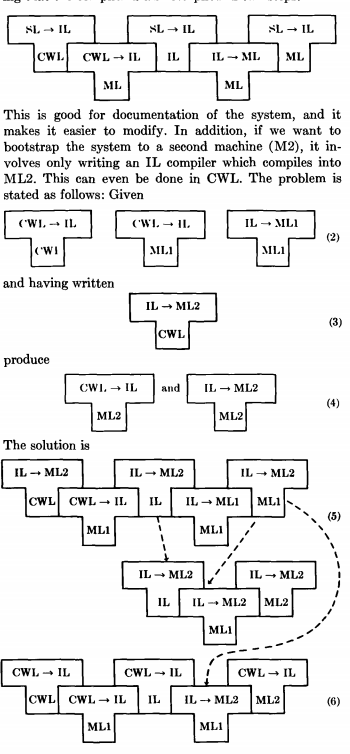 SL → IL SL → IL SL → IL
CWL CWL → IL IL IL → ML ML
ML ML
This is good for documentation of the system, and it
makes it easier to modify. In addition, if we want to
bootstrap the system to a second machine (M2), it in-
volves only writing an IL compiler which compiles into
ML2. This can even be done in CWL. The problem is
stated as follows: Given
CWL → IL CWL → IL IL → ML1
CWL ML1 ML1 (2)
and having written
IL → ML2
CWL (3)
produce
CWL → IL and IL → ML2
ML2 ML2 (4)
The solution is
IL → ML2 IL → ML2 IL → ML2
CWL CWL → IL IL IL → ML1 ML1 (5)
ML1 ML1
IL → ML2 IL → ML2
IL IL → ML2 ML2
ML1
CWL → IL CWL → IL CWL → IL
CWL CWL → IL IL IL → ML2 ML2 (6)
ML1 ML1